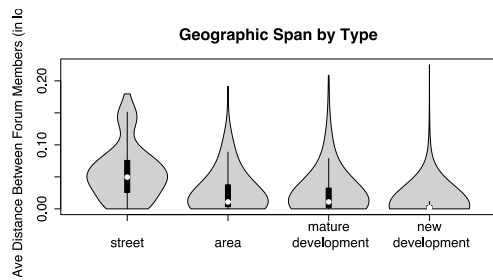 Geographic Span by Type
Ave Distance Between Forum Members (in
0.20
0.10
0.00
street
area
mature
development
new
development